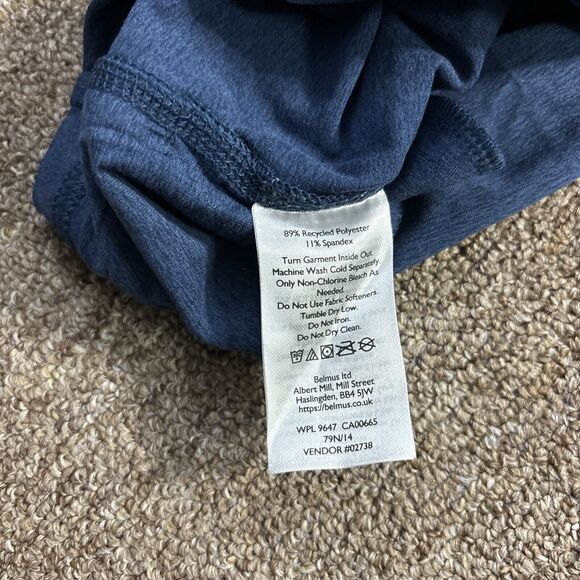 89% Recycled Polyester
11% Spandex
Turn Garment Inside Out.
Machine Wash Cold Separately.
Only Non-Chlorine Bleach As
Needed.
Do Not Use Fabric Softeners.
Tumble Dry Low.
Do Not Iron.
Do Not Dry Clean.
Belmus ltd
Albert Mill, Mill Street
Haslingden, BB4 5JW
https://belmus.co.uk
WPL 9647 CA00665
79N/14
VENDOR #02738